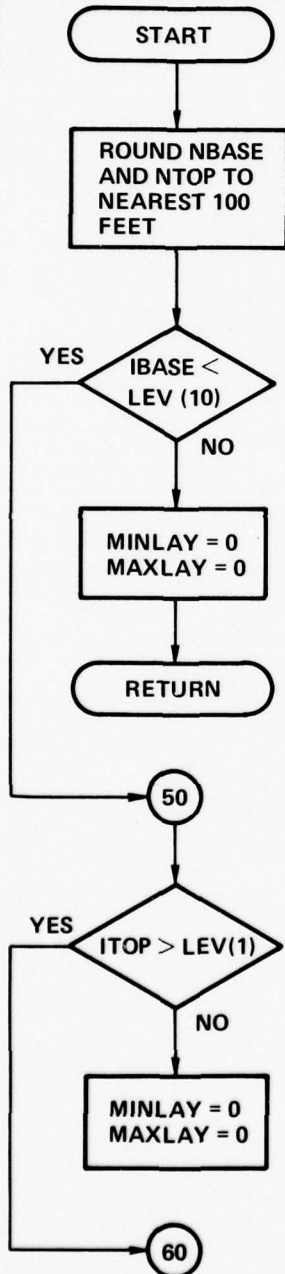 START
ROUND NBASE
AND NTOP TO
NEAREST 100
FEET
YES
IBASE <
LEV (10)
NO
MINLAY = 0
MAXLAY = 0
RETURN
50
YES
ITOP > LEV(1)
NO
MINLAY = 0
MAXLAY = 0
60